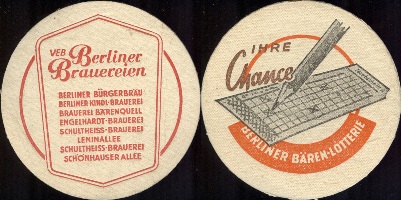 VEB Berliner
Brauereien
BERLINER BÜRGERBRÄU
BERLINER KINDL-BRAUEREI
BRAUEREI BÄRENQUELL
ENGELHARDT-BRAUEREI
SCHULTHEISS-BRAUEREI
LENINALLEE
SCHULTHEISS-BRAUEREI
SCHÖNHAUSER ALLEE
IHRE
Chance
BERLINER BÄREN-LOTTERIE